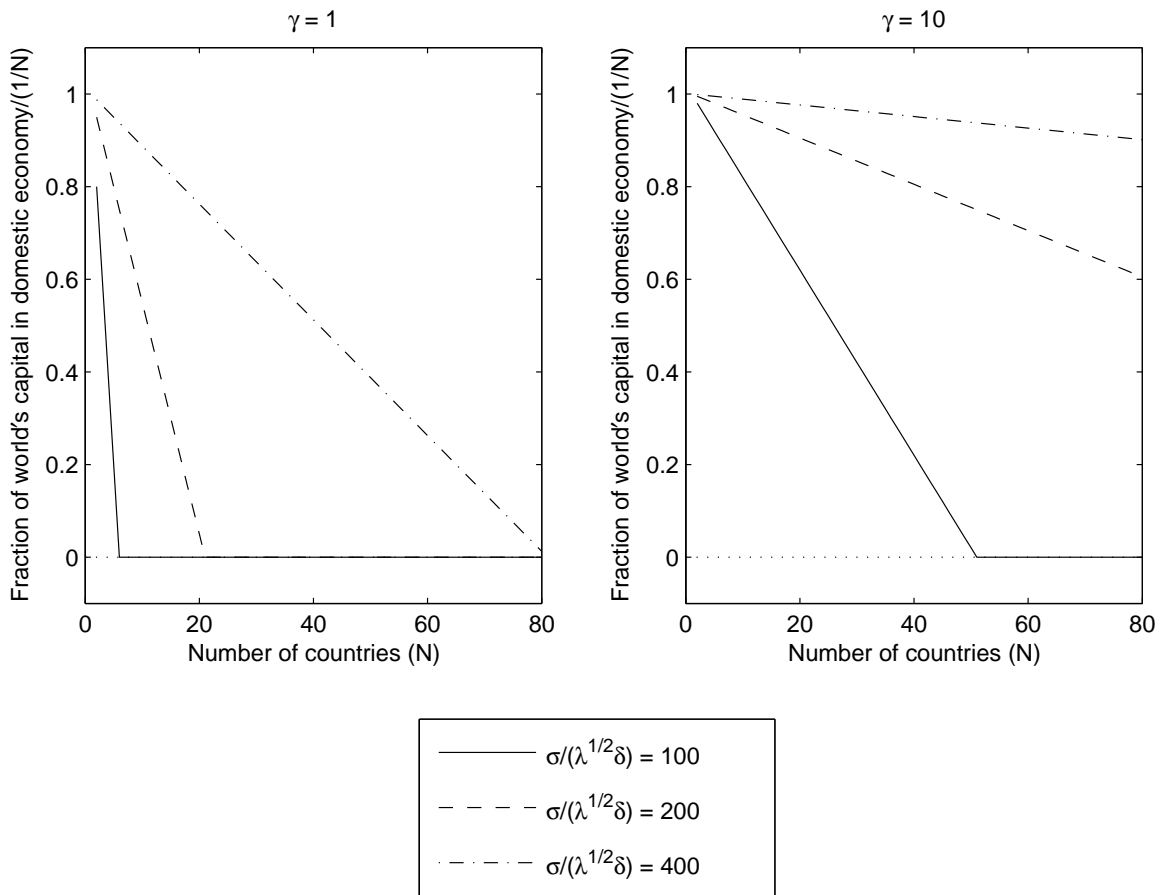 γ = 1
Fraction of world's capital in domestic economy/(1/N)
1
0.8
0.6
0.4
0.2
0
0 20 40 60 80
Number of countries (N)
γ = 10
Fraction of world's capital in domestic economy/(1/N)
1
0.8
0.6
0.4
0.2
0
0 20 40 60 80
Number of countries (N)
σ/(λ^{1/2}δ) = 100
σ/(λ^{1/2}δ) = 200
σ/(λ^{1/2}δ) = 400